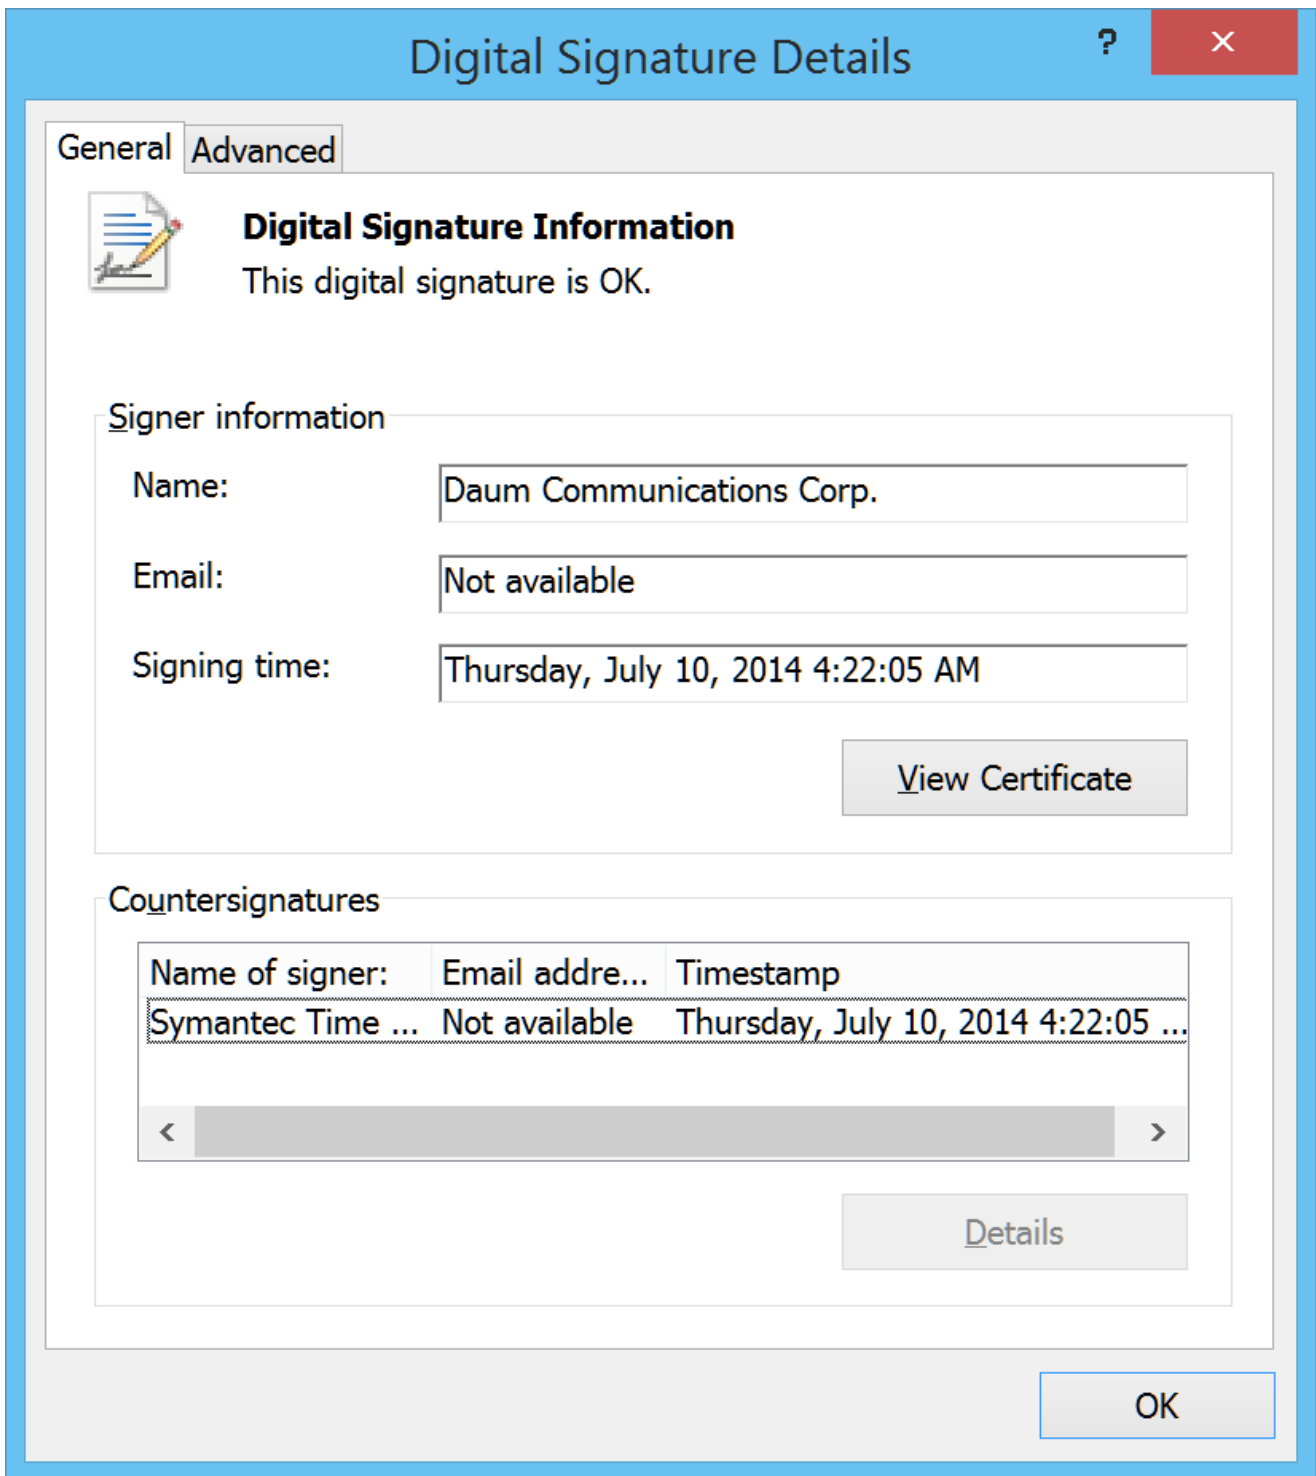 Digital Signature Details ?
General Advanced
Digital Signature Information
This digital signature is OK.
Signer information
Name: Daum Communications Corp.
Email: Not available
Signing time: Thursday, July 10, 2014 4:22:05 AM
View Certificate
Countersignatures
Name of signer: Email addre... Timestamp
Symantec Time ... Not available Thursday, July 10, 2014 4:22:05 ...
Details
OK